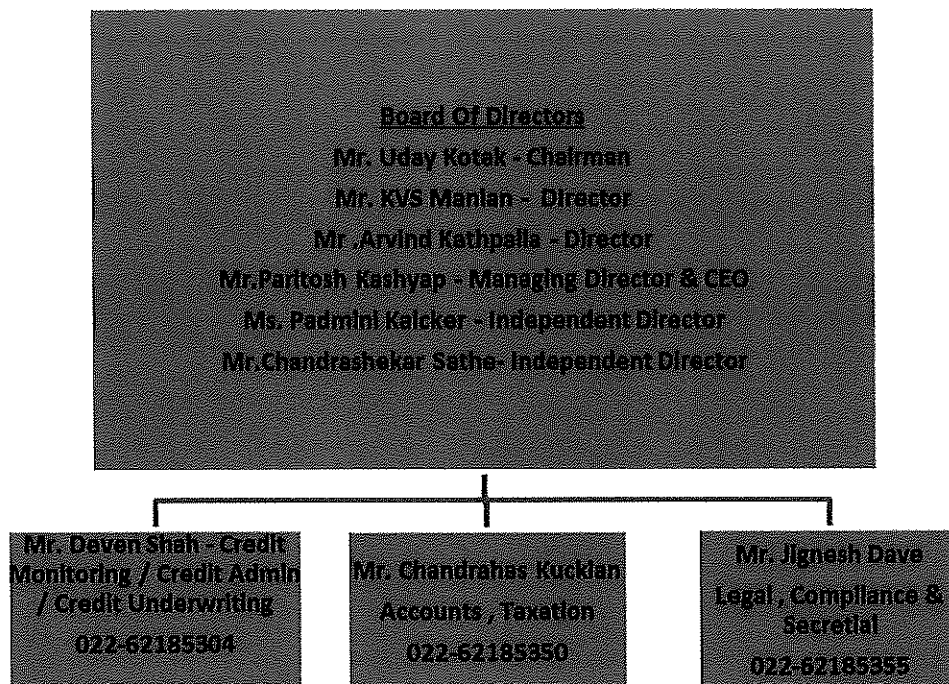 Board Of Directors
Mr. Uday Kotak - Chairman
Mr. KVS Manian - Director
Mr .Arvind Kathpalia - Director
Mr.Paritosh Kashyap - Managing Director & CEO
Ms. Padmini Kaicker - Independent Director
Mr.Chandrashekar Sathe- Independent Director
Mr. Deven Shah - Credit
Monitoring / Credit Admin
/ Credit Underwriting
022-62185304
Mr. Chandrahas Kuckian
Accounts , Taxation
022-62185350
Mr. Jignesh Dave
Legal , Compliance &
Secretial
022-62185355